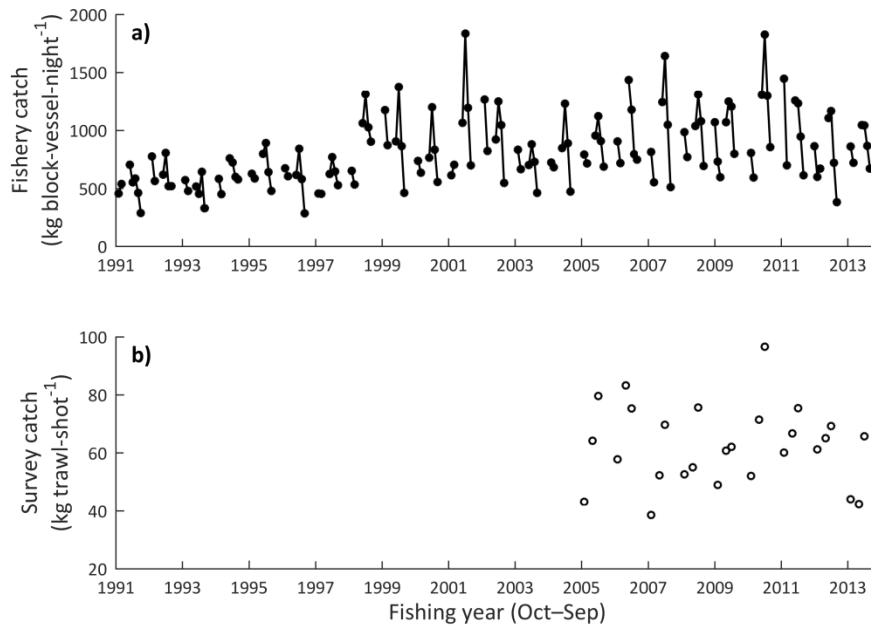 a)
2000
1500
1000
500
0
Fishery catch
(kg block-vessel-night⁻¹)
1991 1993 1995 1997 1999 2001 2003 2005 2007 2009 2011 2013
b)
100
80
60
40
20
Survey catch
(kg trawl-shot⁻¹)
1991 1993 1995 1997 1999 2001 2003 2005 2007 2009 2011 2013
Fishing year (Oct–Sep)